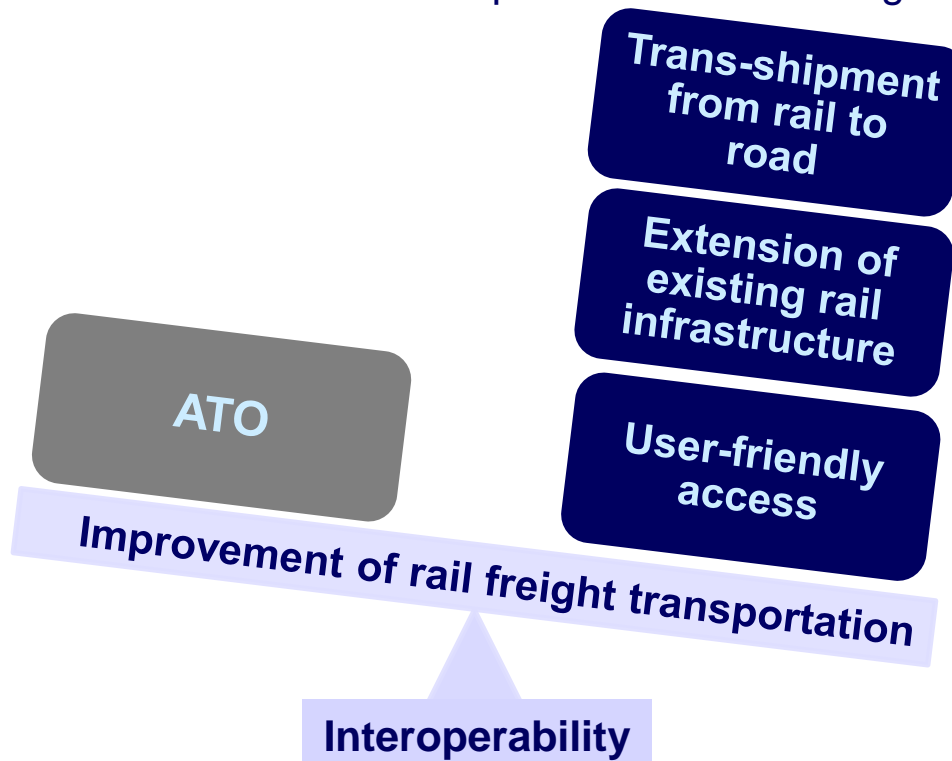 Trans-shipment
from rail to
road
Extension of
existing rail
infrastructure
User-friendly
access
ATO
Improvement of rail freight transportation
Interoperability